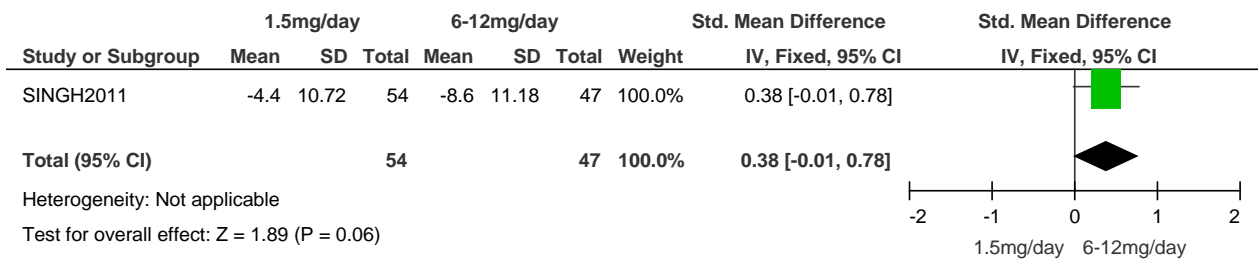 1.5mg/day 6-12mg/day Std. Mean Difference Std. Mean Difference
Study or Subgroup Mean SD Total Mean SD Total Weight IV, Fixed, 95% CI IV, Fixed, 95% CI
SINGH2011 -4.4 10.72 54 -8.6 11.18 47 100.0% 0.38 [-0.01, 0.78]
Total (95% CI) 54 47 100.0% 0.38 [-0.01, 0.78]
Heterogeneity: Not applicable
Test for overall effect: Z = 1.89 (P = 0.06)
-2 -1 0 1 2
1.5mg/day 6-12mg/day